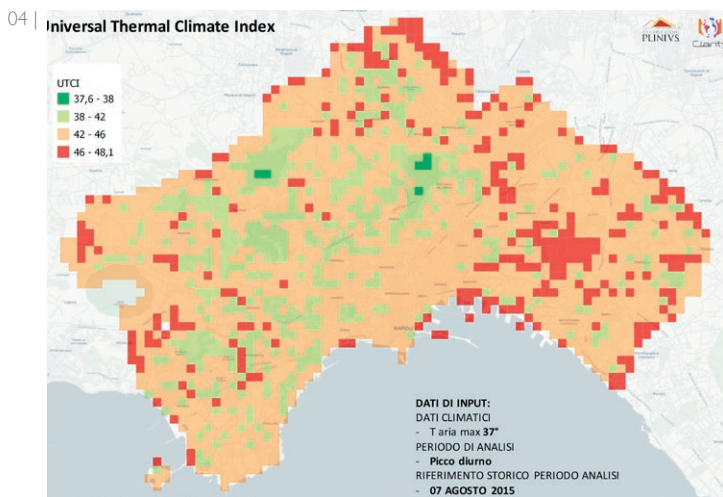 04 |
Universal Thermal Climate Index
PLINIVS
Clarity
UTCI
37,6 - 38
38 - 42
42 - 46
46 - 48,1
NAPOLI
DATI DI INPUT:
DATI CLIMATICI
- T aria max 37°
PERIODO DI ANALISI
- Picco diurno
RIFERIMENTO STORICO PERIODO ANALISI
- 07 AGOSTO 2015